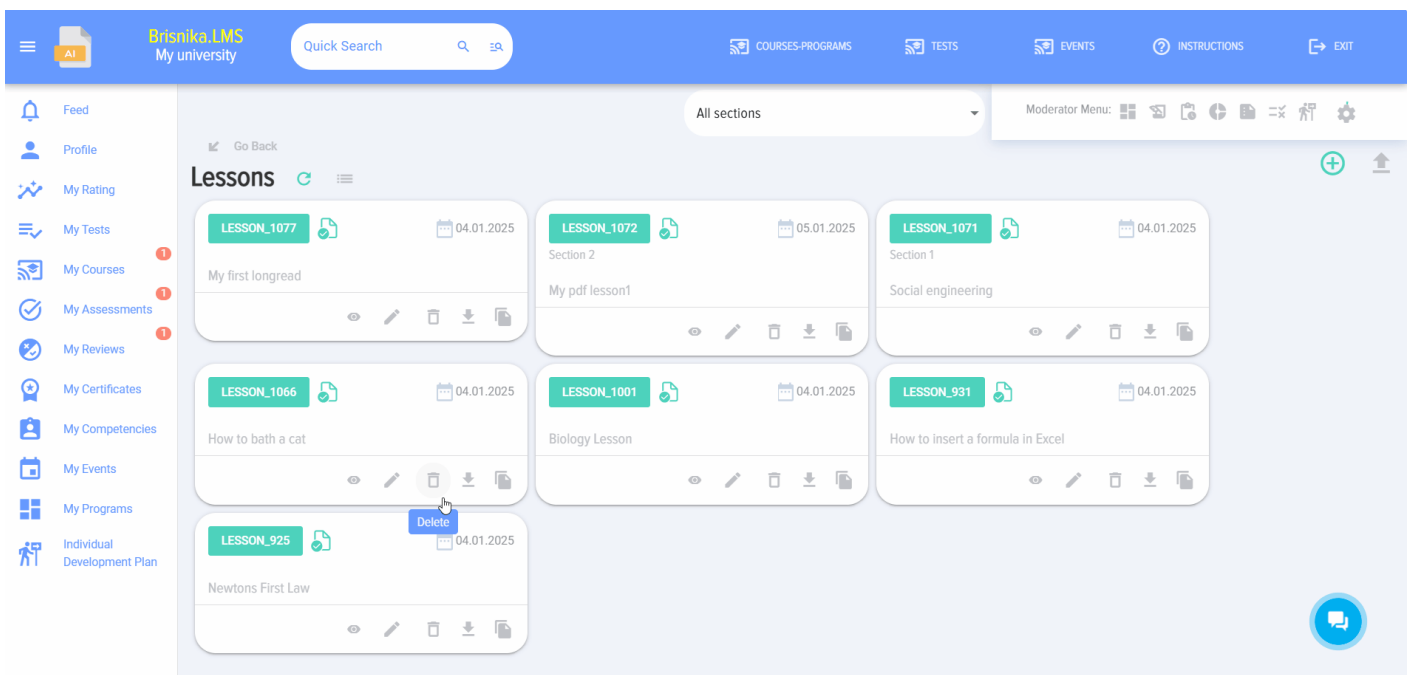 AI
Brisnika.LMS
My university
Quick Search
COURSES-PROGRAMS
TESTS
EVENTS
INSTRUCTIONS
EXIT
Feed
Profile
My Rating
My Tests
1
My Courses
1
My Assessments
1
My Reviews
My Certificates
My Competencies
My Events
My Programs
Individual
Development Plan
All sections
Moderator Menu:
Go Back
Lessons
LESSON_1077
04.01.2025
My first longread
LESSON_1072
05.01.2025
Section 2
My pdf lesson1
LESSON_1071
04.01.2025
Section 1
Social engineering
LESSON_1066
04.01.2025
How to bath a cat
Delete
LESSON_1001
04.01.2025
Biology Lesson
LESSON_931
04.01.2025
How to insert a formula in Excel
LESSON_925
04.01.2025
Newtons First Law